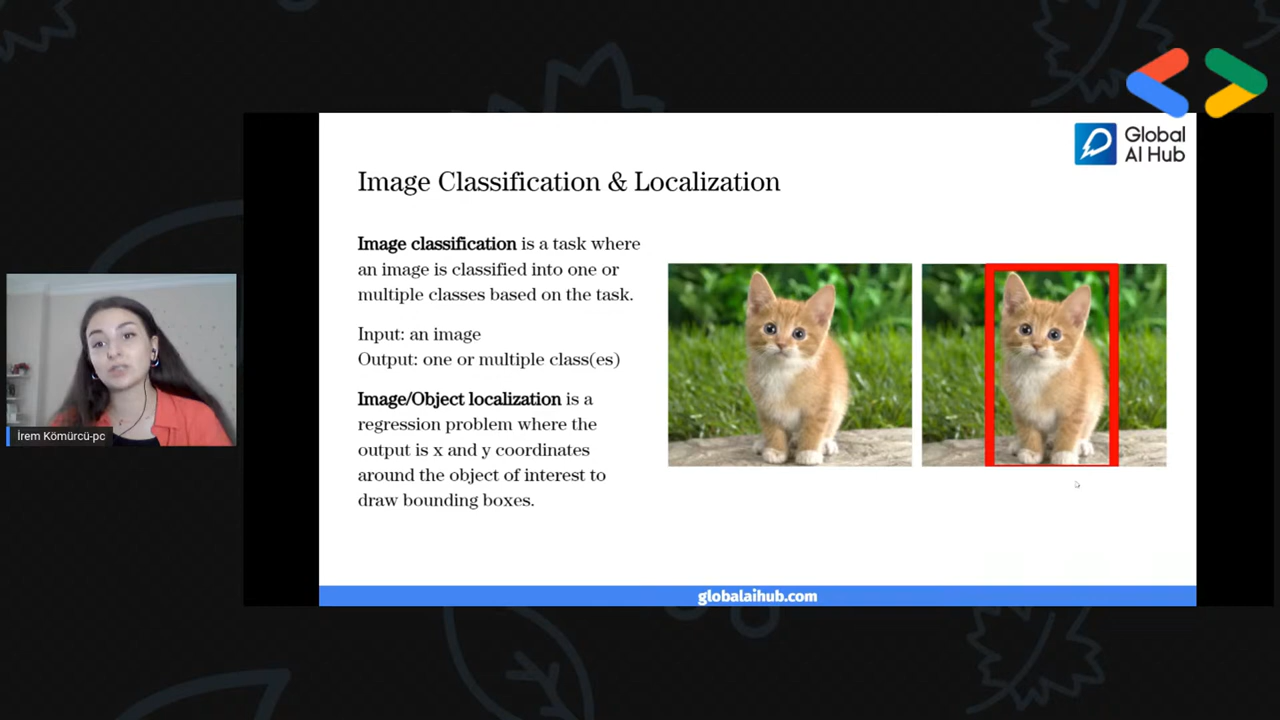 Global
AI Hub
Image Classification & Localization
Image classification is a task where
an image is classified into one or
multiple classes based on the task.
Input: an image
Output: one or multiple class(es)
Image/Object localization is a
regression problem where the
output is x and y coordinates
around the object of interest to
draw bounding boxes.
İrem Kömürcü-pc
globalaihub.com